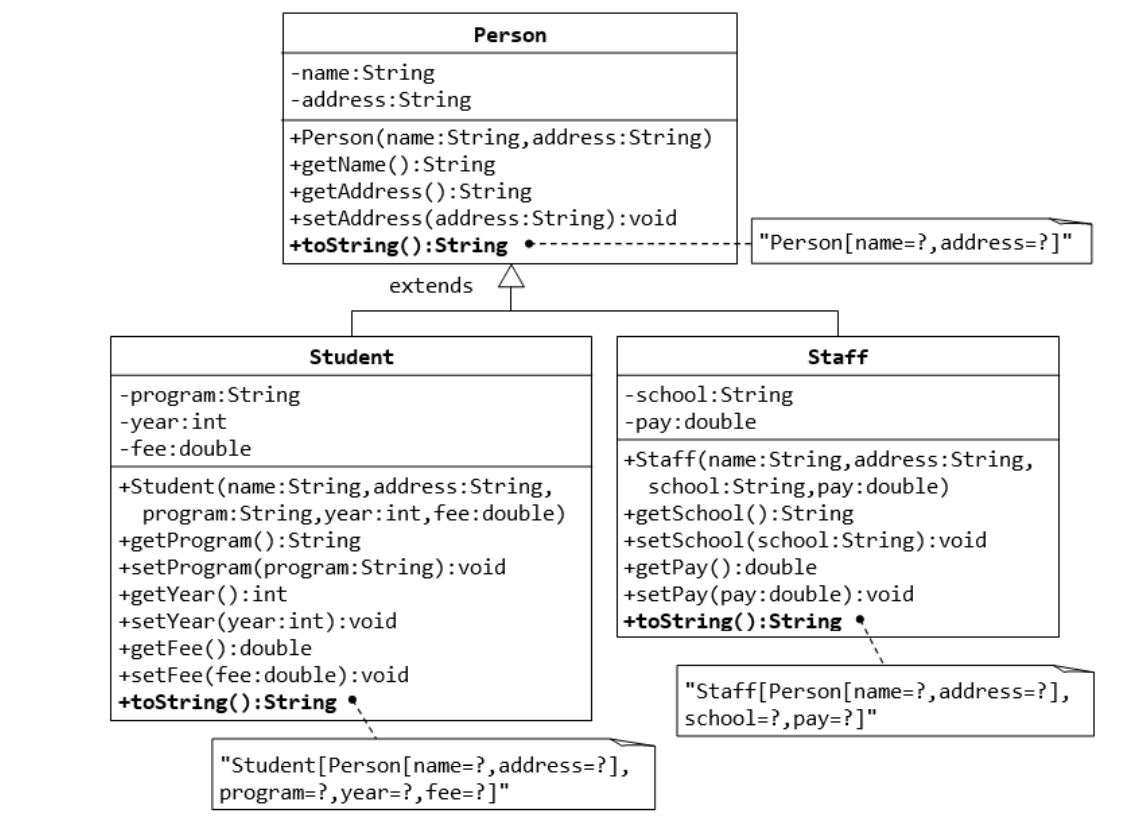 Person
-name:String
-address:String
+Person(name:String,address:String)
+getName():String
+getAddress():String
+setAddress(address:String):void
+toString():String
"Person[name=?,address=?]"
extends
Student
-program:String
-year:int
-fee:double
+Student(name:String,address:String,
program:String,year:int,fee:double)
+getProgram():String
+setProgram(program:String):void
+getYear():int
+setYear(year:int):void
+getFee():double
+setFee(fee:double):void
+toString():String
"Student[Person[name=?,address=?],
program=?,year=?,fee=?]"
Staff
-school:String
-pay:double
+Staff(name:String,address:String,
school:String,pay:double)
+getSchool():String
+setSchool(school:String):void
+getPay():double
+setPay(pay:double):void
+toString():String
"Staff[Person[name=?,address=?],
school=?,pay=?]"